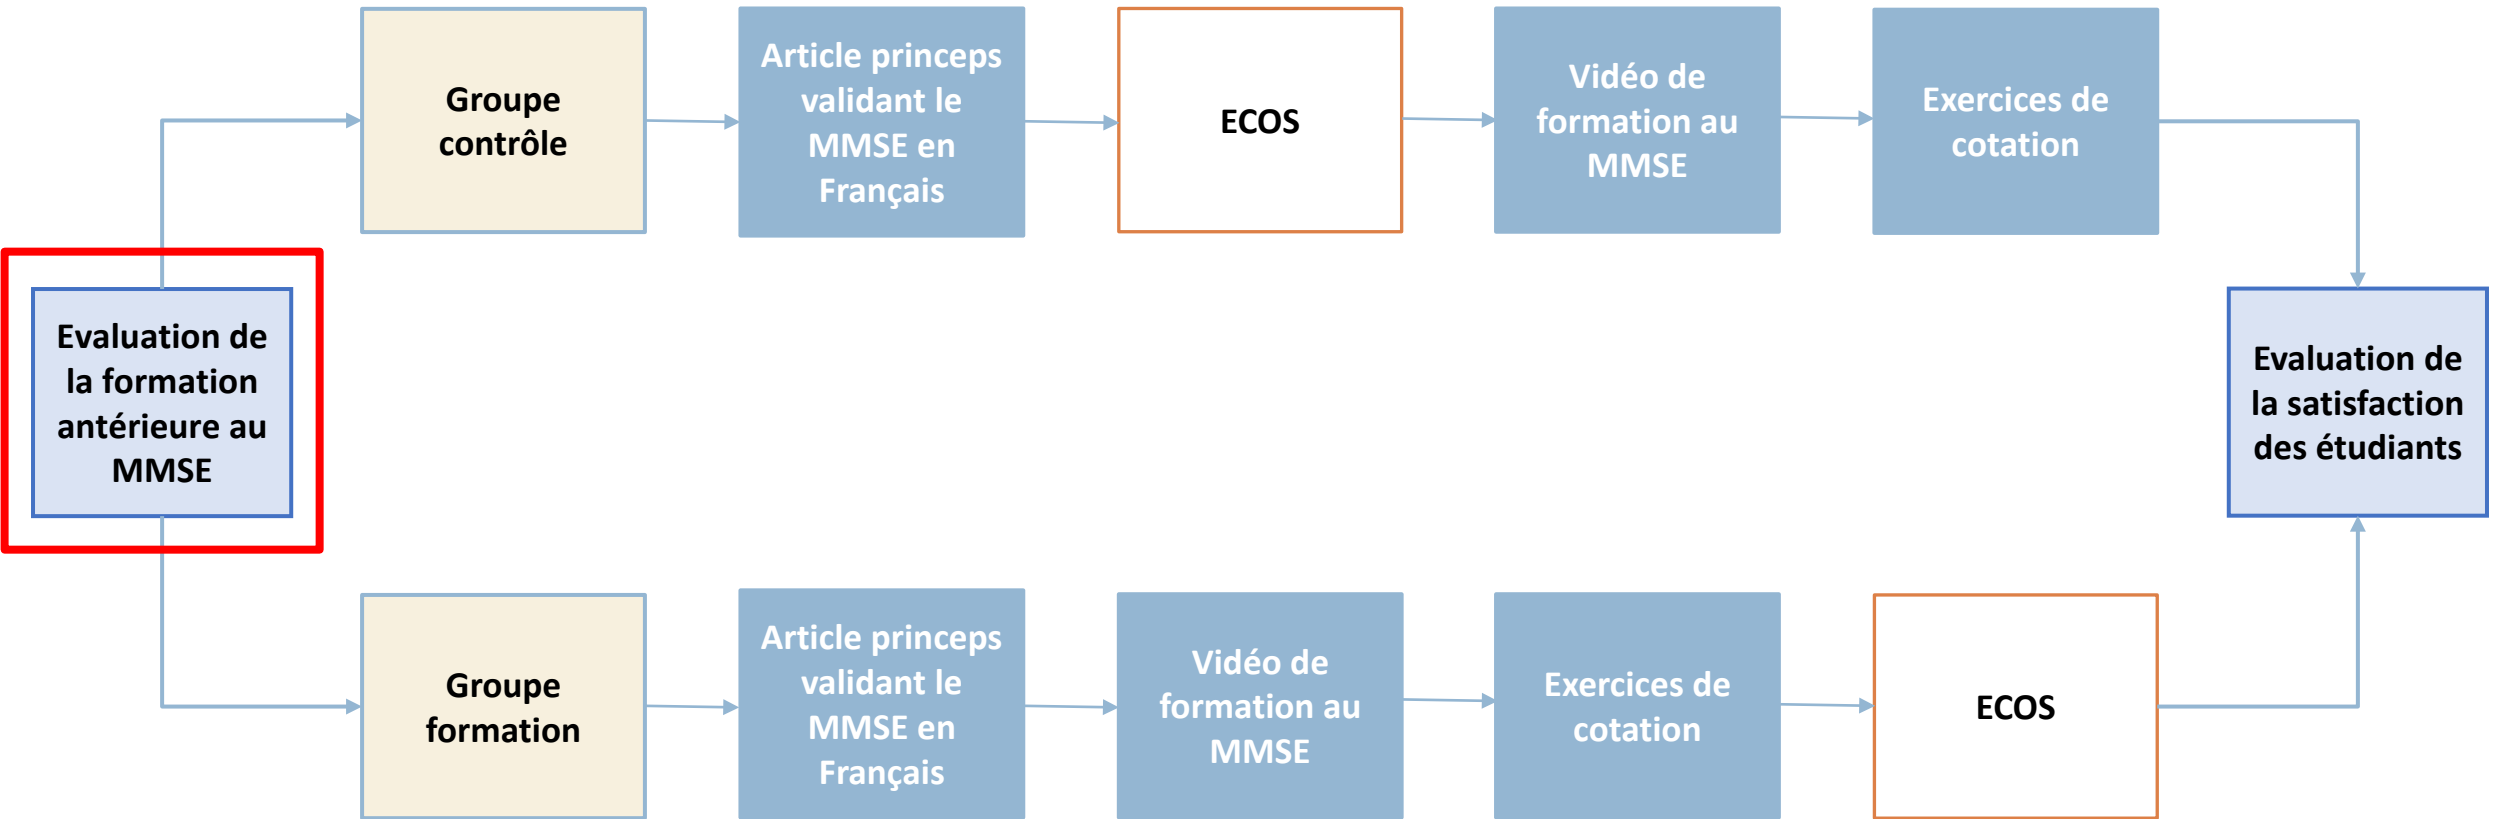 Groupe
contrôle
Article princeps
validant le
MMSE en
Français
ECOS
Vidéo de
formation au
MMSE
Exercices de
cotation
Evaluation de
la formation
antérieure au
MMSE
Evaluation de
la satisfaction
des étudiants
Groupe
formation
Article princeps
validant le
MMSE en
Français
Vidéo de
formation au
MMSE
Exercices de
cotation
ECOS